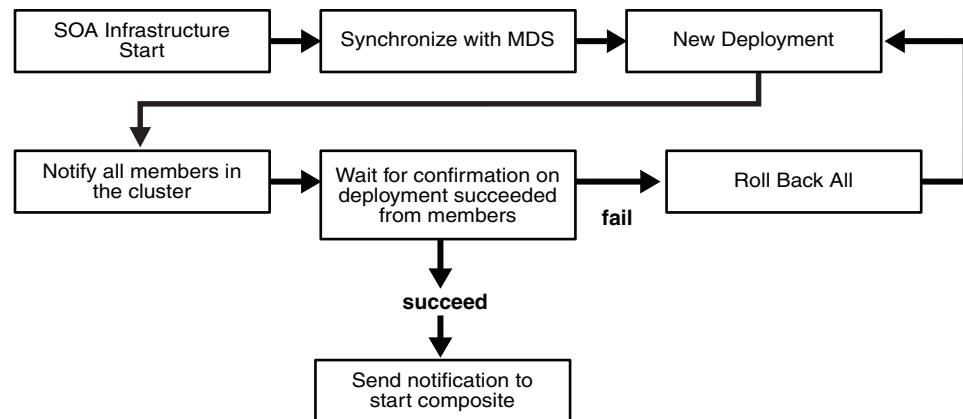 SOA Infrastructure
Start
Synchronize with MDS
New Deployment
Notify all members in
the cluster
Wait for confirmation on
deployment succeeded
from members
fail
Roll Back All
succeed
Send notification to
start composite